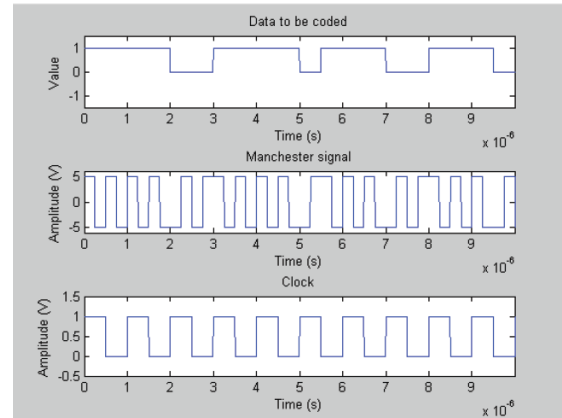 Data to be coded
1
0
-1
Value
0 1 2 3 4 5 6 7 8 9
Time (s)
x 10⁻⁶
Manchester signal
5
0
-5
Amplitude (V)
0 1 2 3 4 5 6 7 8 9
Time (s)
x 10⁻⁶
Clock
1.5
1
0.5
0
-0.5
Amplitude (V)
0 1 2 3 4 5 6 7 8 9
Time (s)
x 10⁻⁶